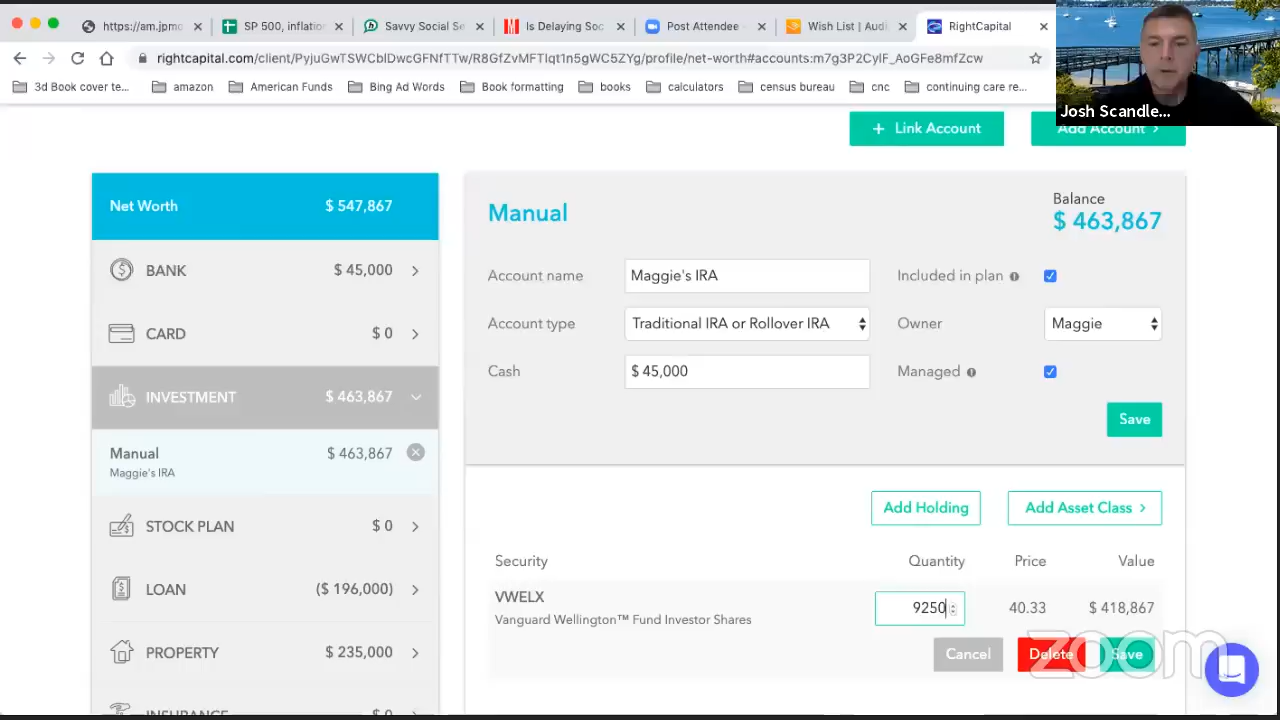 https://am.jpmo
SP 500, inflation
Savvy Social Se
Is Delaying Soc
Post Attendee -
Wish List | Audi
RightCapital
rightcapital.com/client/PyjuGwTSWCblDwcGFNfTTw/R8GfZvMFTlqt1n5gWC5ZYg/profile/net-worth#accounts:m7g3P2CylF_AoGFe8mfZcw
3d Book cover te...
amazon
American Funds
Bing Ad Words
Book formatting
books
calculators
census bureau
cnc
continuing care re...
Josh Scandle...
+ Link Account
Add Account >
Net Worth $ 547,867
BANK $ 45,000
CARD $ 0
INVESTMENT $ 463,867
Manual $ 463,867
Maggie's IRA
STOCK PLAN $ 0
LOAN ($ 196,000)
PROPERTY $ 235,000
INSURANCE $ 0
Manual
Balance
$ 463,867
Account name Maggie's IRA Included in plan
Account type Traditional IRA or Rollover IRA Owner Maggie
Cash $ 45,000 Managed
Save
Add Holding Add Asset Class >
Security Quantity Price Value
VWELX
Vanguard Wellington™ Fund Investor Shares
9250 40.33 $ 418,867
Cancel Delete Save
zoom